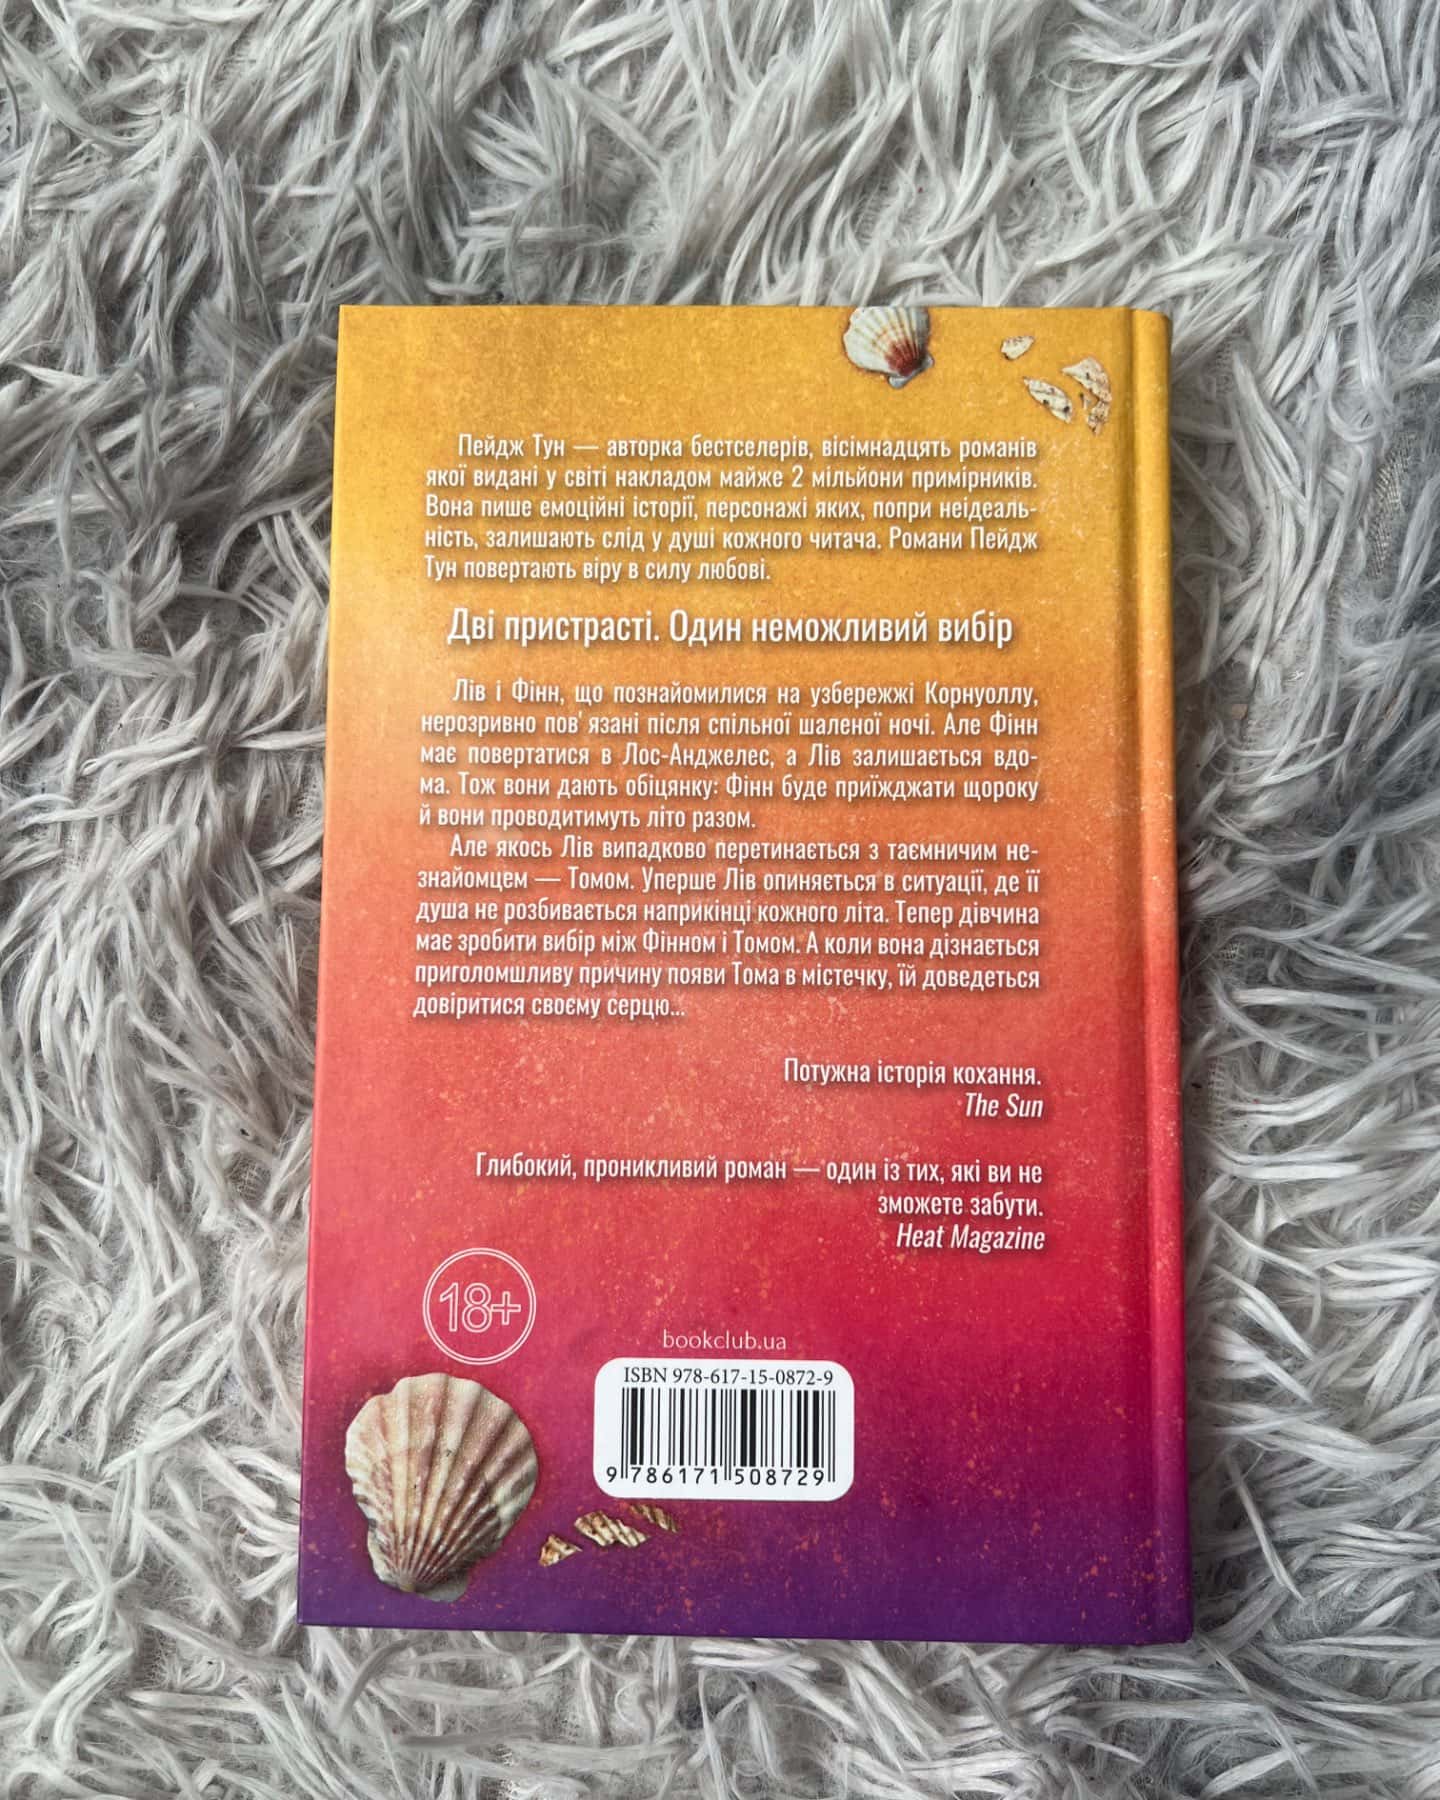 Пейдж Тун — авторка бестселерів, вісімнадцять романів
якої видані у світі накладом майже 2 мільйони примірників.
Вона пише емоційні історії, персонажі яких, попри неідеаль-
ність, залишають слід у душі кожного читача. Романи Пейдж
Тун повертають віру в силу любові.
Дві пристрасті. Один неможливий вибір
Лів і Фінн, що познайомилися на узбережжі Корнуоллу,
нерозривно пов'язані після спільної шаленої ночі. Але Фінн
має повертатися в Лос-Анджелес, а Лів залишається вдо-
ма. Тож вони дають обіцянку: Фінн буде приїжджати щороку
й вони проводитимуть літо разом.
Але якось Лів випадково перетинається з таємничим не-
знайомцем — Томом. Уперше Лів опиняється в ситуації, де її
душа не розбивається наприкінці кожного літа. Тепер дівчина
має зробити вибір між Фінном і Томом. А коли вона дізнається
приголомшливу причину появи Тома в містечку, їй доведеться
довіритися своєму серцю...
Потужна історія кохання.
The Sun
Глибокий, проникливий роман — один із тих, які ви не
зможете забути.
Heat Magazine
18+
bookclub.ua
ISBN 978-617-15-0872-9
9 786171 508729